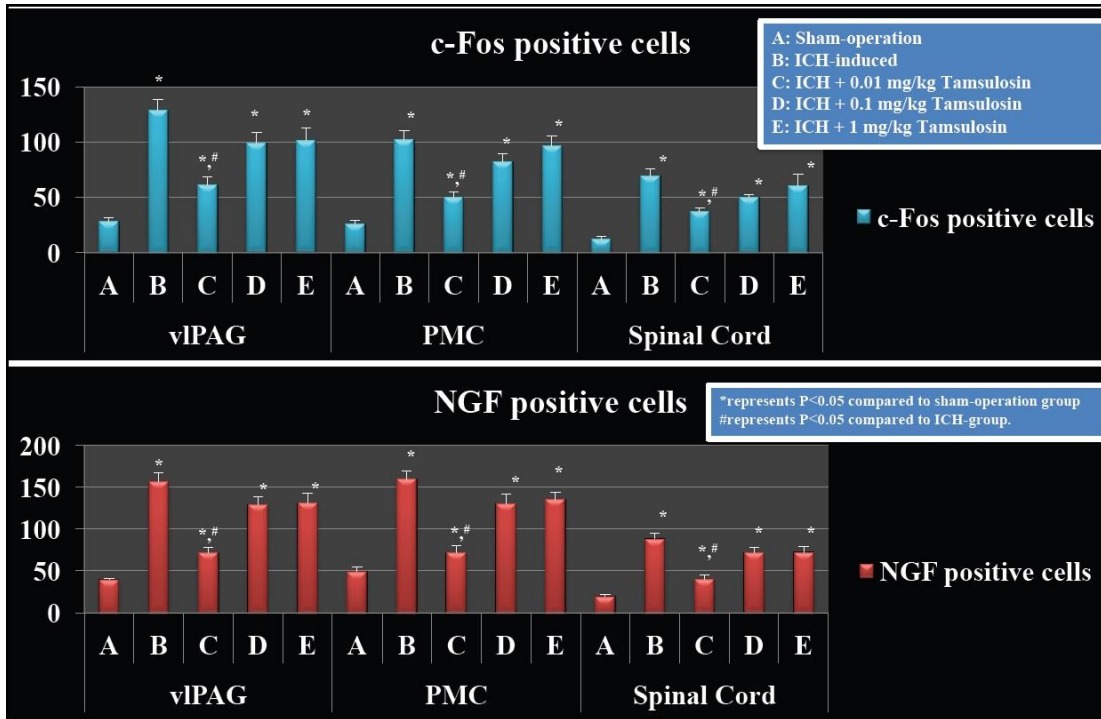 c-Fos positive cells
A: Sham-operation
B: ICH-induced
C: ICH + 0.01 mg/kg Tamsulosin
D: ICH + 0.1 mg/kg Tamsulosin
E: ICH + 1 mg/kg Tamsulosin
150
100
50
0
*
*,#
*
*
*
*,#
*
*
*
*,#
*
*
c-Fos positive cells
A B C D E A B C D E A B C D E
vlPAG PMC Spinal Cord
NGF positive cells
*represents P<0.05 compared to sham-operation group
#represents P<0.05 compared to ICH-group.
200
150
100
50
0
*
*,#
*
*
*
*,#
*
*
*
*,#
*
*
NGF positive cells
A B C D E A B C D E A B C D E
vlPAG PMC Spinal Cord